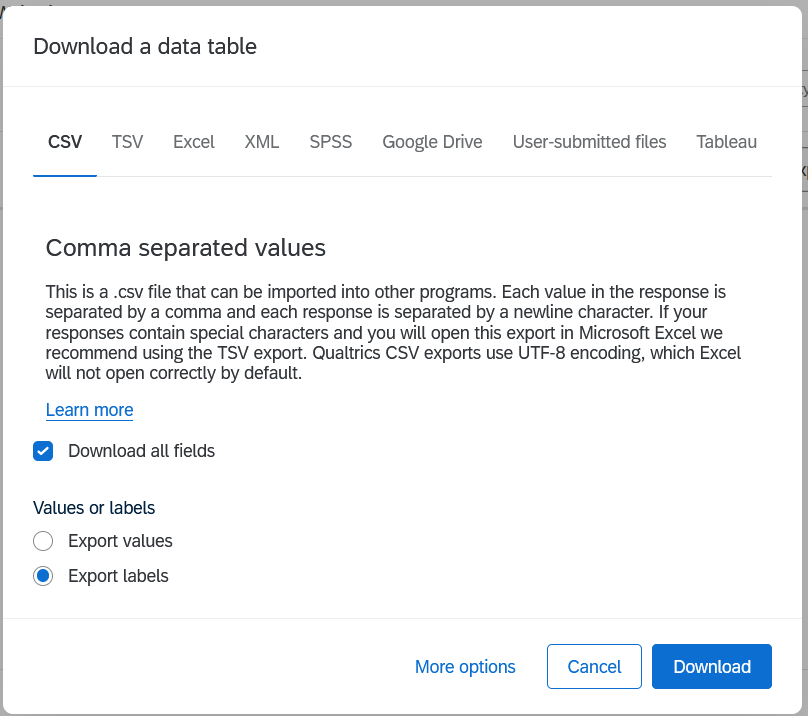 Download a data table
CSV TSV Excel XML SPSS Google Drive User-submitted files Tableau
Comma separated values
This is a .csv file that can be imported into other programs. Each value in the response is
separated by a comma and each response is separated by a newline character. If your
responses contain special characters and you will open this export in Microsoft Excel we
recommend using the TSV export. Qualtrics CSV exports use UTF-8 encoding, which Excel
will not open correctly by default.
Learn more
Download all fields
Values or labels
Export values
Export labels
More options Cancel Download